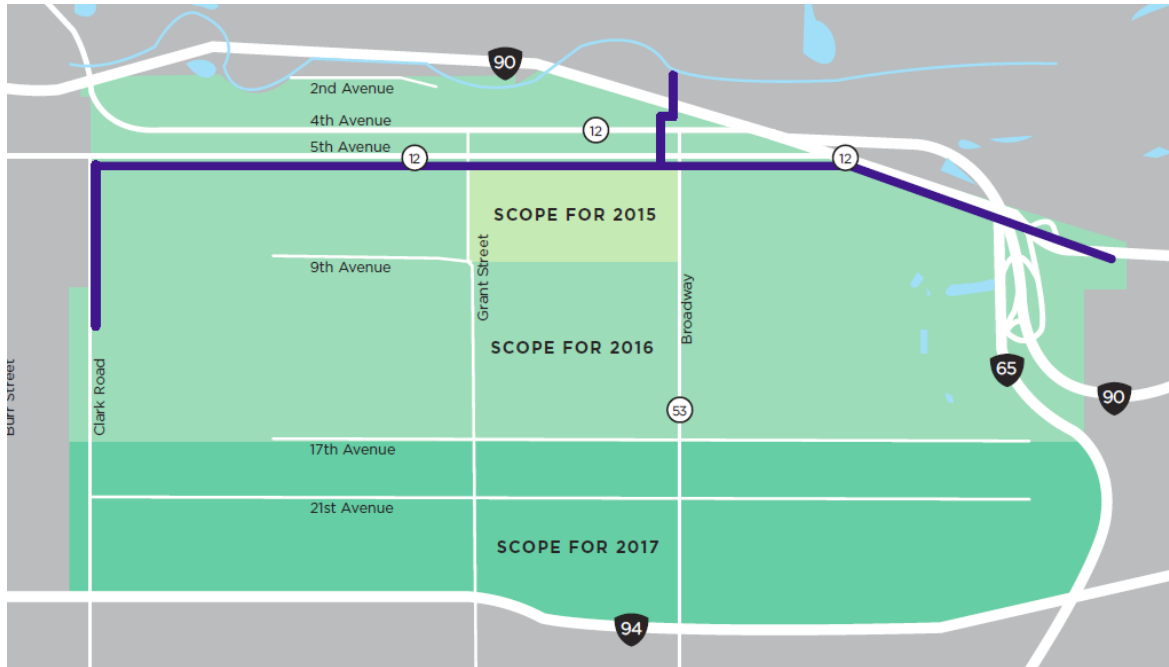 90
2nd Avenue
4th Avenue
12
5th Avenue
12
12
SCOPE FOR 2015
9th Avenue
Grant Street
Broadway
SCOPE FOR 2016
Burr Street
Clark Road
65
90
53
17th Avenue
21st Avenue
SCOPE FOR 2017
94